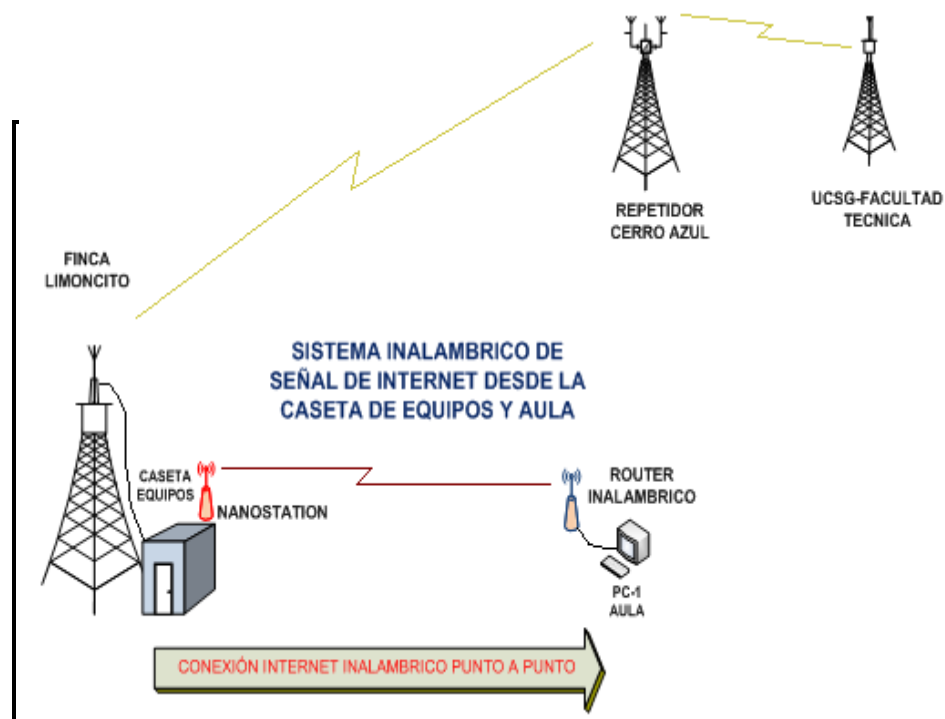 REPETIDOR
CERRO AZUL
UCSG-FACULTAD
TECNICA
FINCA
LIMONCITO
SISTEMA INALAMBRICO DE
SEÑAL DE INTERNET DESDE LA
CASETA DE EQUIPOS Y AULA
CASETA
EQUIPOS
NANOSTATION
ROUTER
INALAMBRICO
PC-1
AULA
CONEXIÓN INTERNET INALAMBRICO PUNTO A PUNTO